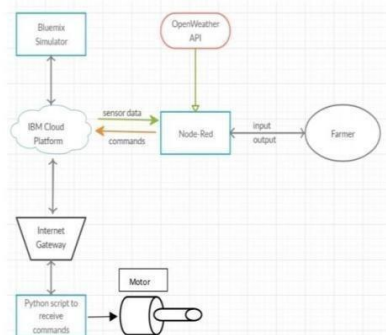 Bluemix
Simulator
OpenWeather
API
IBM Cloud
Platform
sensor data
commands
Node-Red
input
output
Farmer
Internet
Gateway
Motor
Python script to
receive
commands